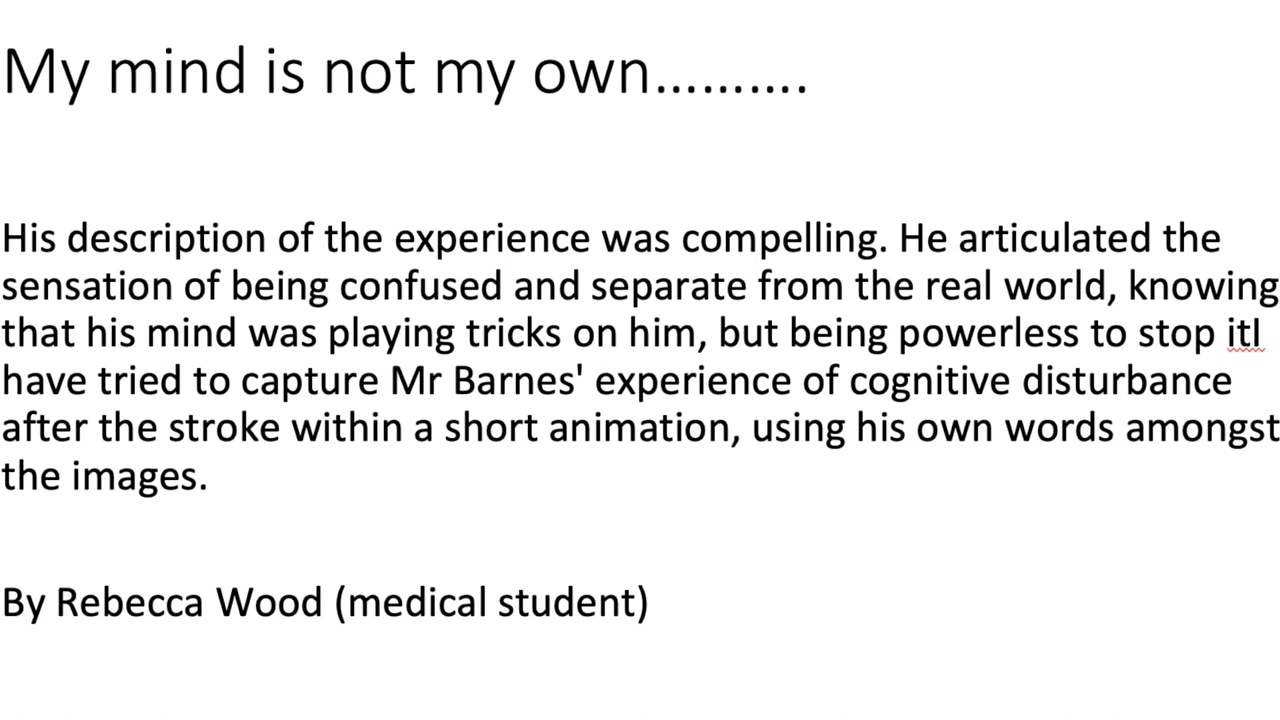 My mind is not my own……….
His description of the experience was compelling. He articulated the
sensation of being confused and separate from the real world, knowing
that his mind was playing tricks on him, but being powerless to stop itI
have tried to capture Mr Barnes' experience of cognitive disturbance
after the stroke within a short animation, using his own words amongst
the images.
By Rebecca Wood (medical student)